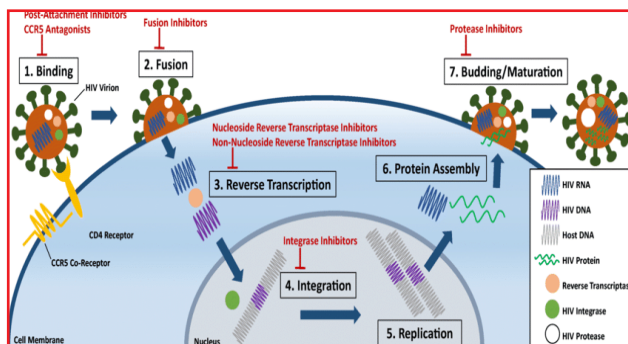 Post-Attachment Inhibitors
CCR5 Antagonists
1. Binding
HIV Virion
Fusion Inhibitors
2. Fusion
Protease Inhibitors
7. Budding/Maturation
Nucleoside Reverse Transcriptase Inhibitors
Non-Nucleoside Reverse Transcriptase Inhibitors
3. Reverse Transcription
6. Protein Assembly
CD4 Receptor
CCR5 Co-Receptor
Integrase Inhibitors
4. Integration
5. Replication
Cell Membrane
Nucleus
HIV RNA
HIV DNA
Host DNA
HIV Protein
Reverse Transcriptas
HIV Integrase
HIV Protease